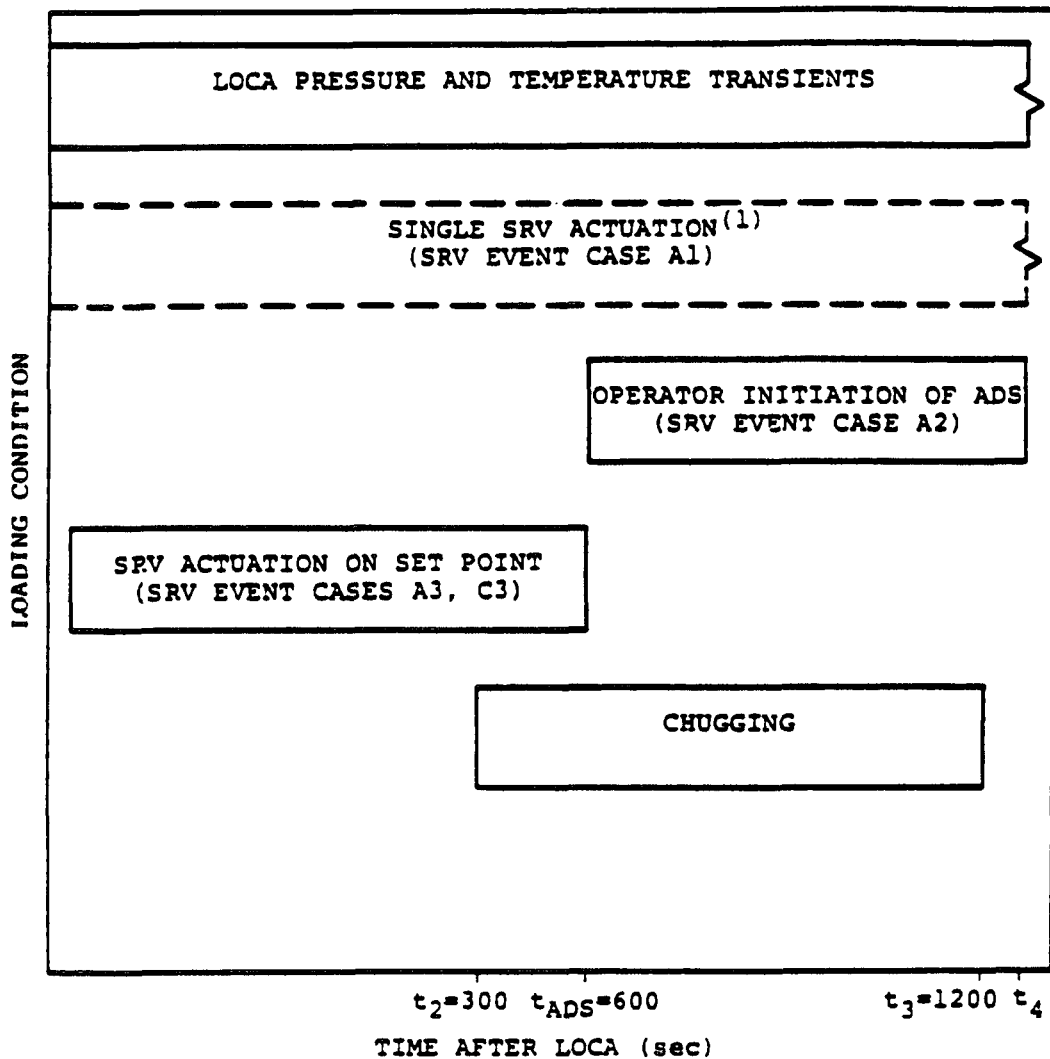 LOCA PRESSURE AND TEMPERATURE TRANSIENTS
SINGLE SRV ACTUATION(1)
(SRV EVENT CASE A1)
OPERATOR INITIATION OF ADS
(SRV EVENT CASE A2)
SRV ACTUATION ON SET POINT
(SRV EVENT CASES A3, C3)
CHUGGING
LOADING CONDITION
t2=300 tADS=600 t3=1200 t4
TIME AFTER LOCA (sec)